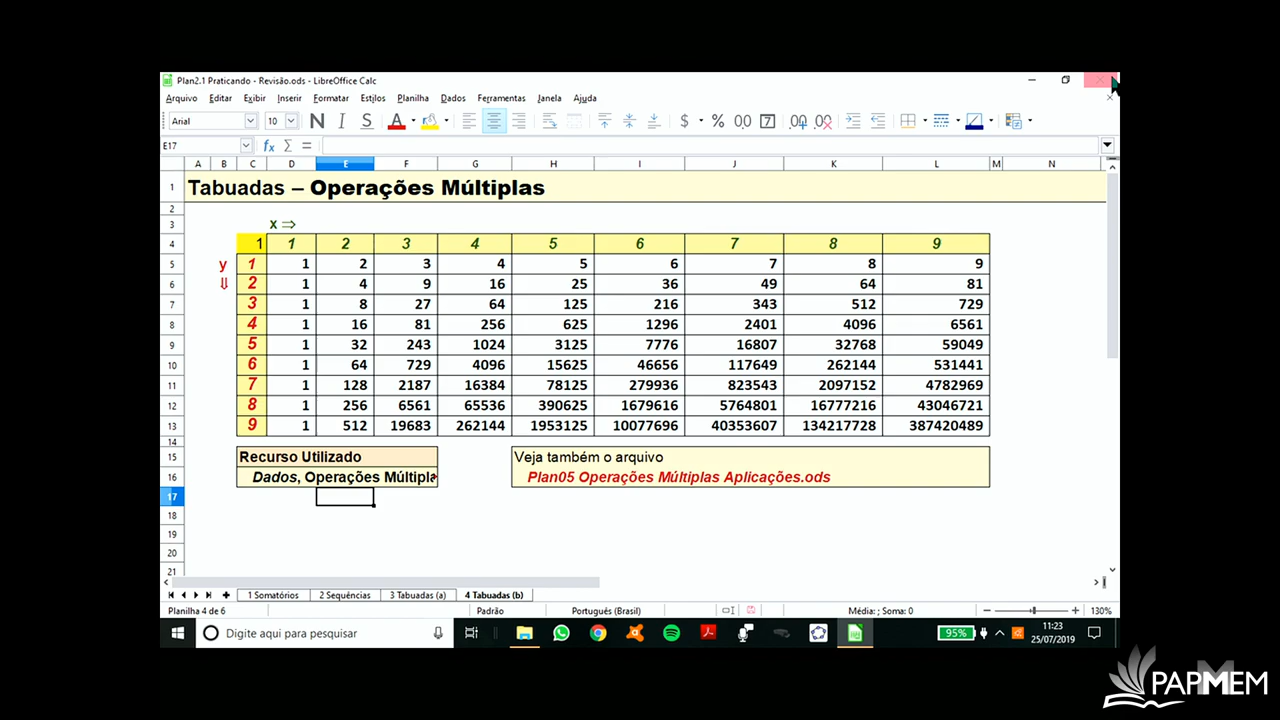 Plan2.1 Praticando - Revisão.ods - LibreOffice Calc
Arquivo Editar Exibir Inserir Formatar Estilos Planilha Dados Ferramentas Janela Ajuda
Arial 10 N I S A $ % 00 7 .00 00
E17 fx Σ =
A B C D E F G H I J K L M N
1 Tabuadas – Operações Múltiplas
2
3 x ⇒
4 1 1 2 3 4 5 6 7 8 9
5 y 1 1 2 3 4 5 6 7 8 9
6 ⇓ 2 1 4 9 16 25 36 49 64 81
7 3 1 8 27 64 125 216 343 512 729
8 4 1 16 81 256 625 1296 2401 4096 6561
9 5 1 32 243 1024 3125 7776 16807 32768 59049
10 6 1 64 729 4096 15625 46656 117649 262144 531441
11 7 1 128 2187 16384 78125 279936 823543 2097152 4782969
12 8 1 256 6561 65536 390625 1679616 5764801 16777216 43046721
13 9 1 512 19683 262144 1953125 10077696 40353607 134217728 387420489
14
15 Recurso Utilizado Veja também o arquivo
16 Dados, Operações Múltipla Plan05 Operações Múltiplas Aplicações.ods
17
18
19
20
21
1 Somatórios 2 Sequências 3 Tabuadas (a) 4 Tabuadas (b)
Planilha 4 de 6 Padrão Português (Brasil) Média: ; Soma: 0 130%
Digite aqui para pesquisar 95% 11:23
25/07/2019
PAPMEM